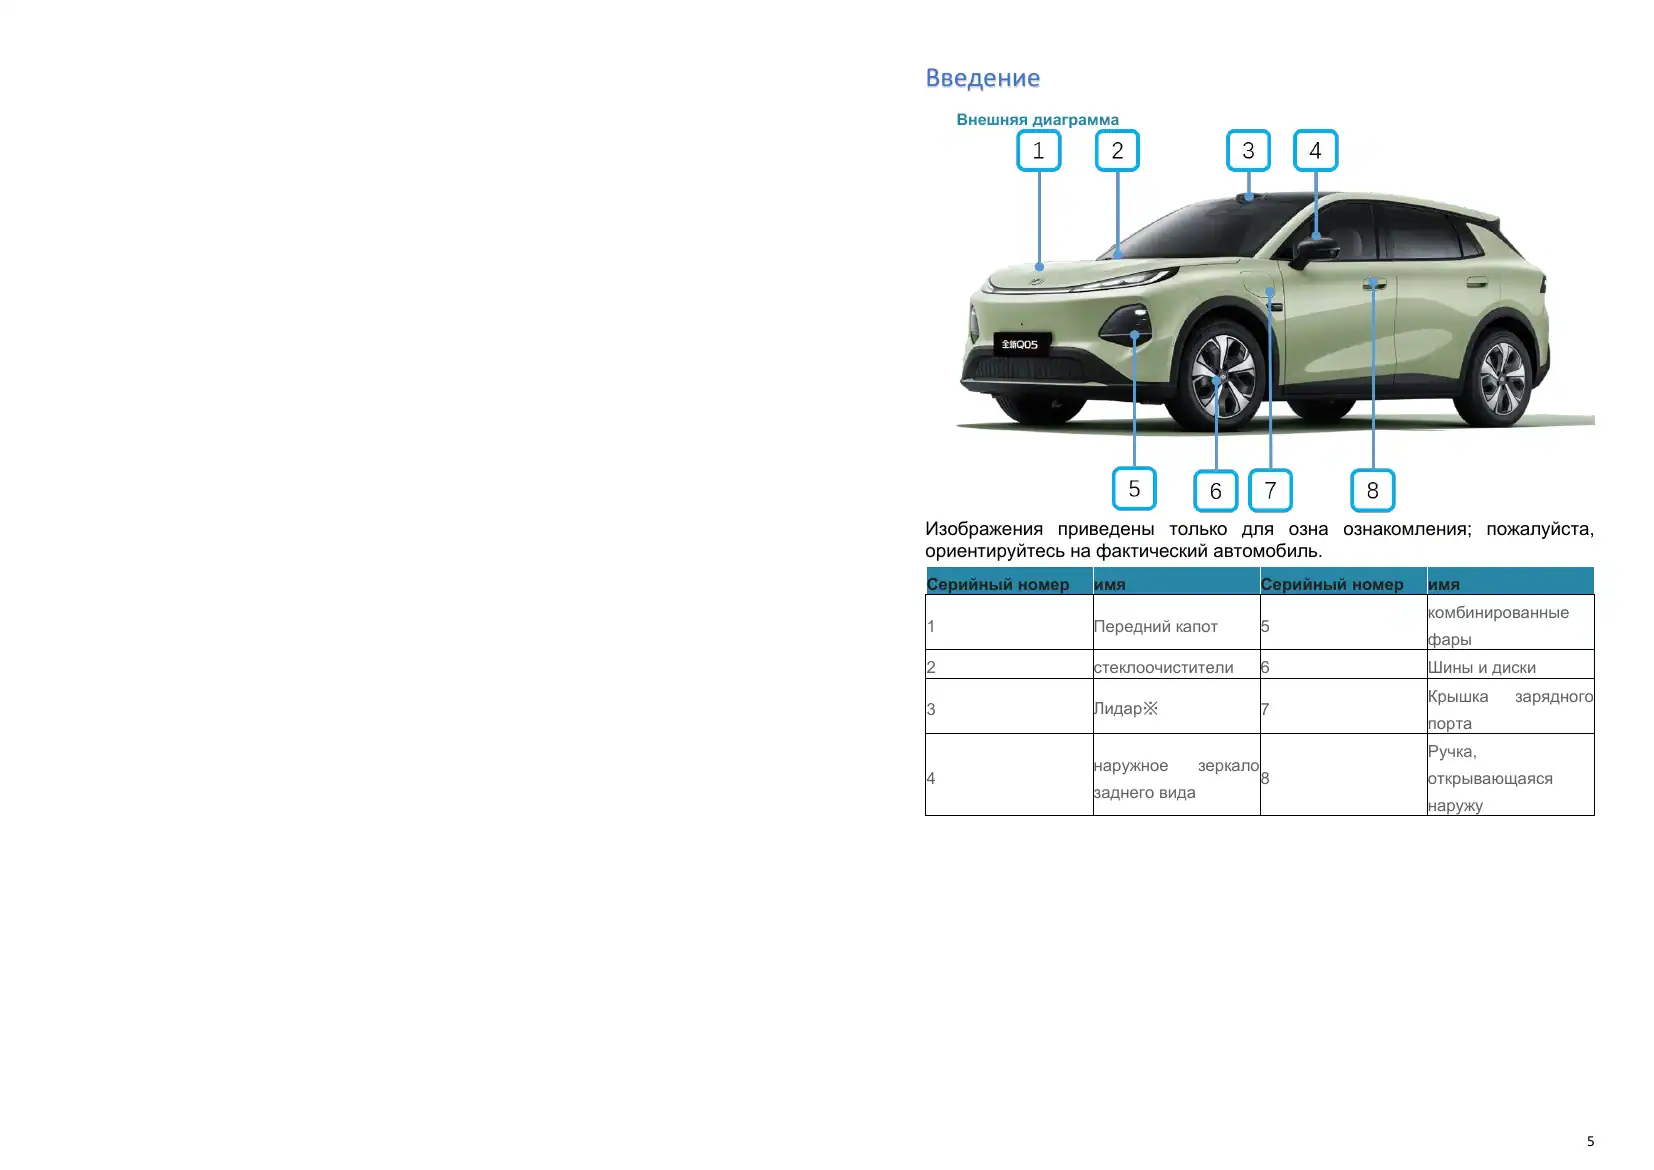 Введение
Внешняя диаграмма
1 2 3 4
全新Q05
5 6 7 8
Изображения приведены только для озна ознакомления; пожалуйста,
ориентируйтесь на фактический автомобиль.
Серийный номер имя Серийный номер имя
1 Передний капот 5 комбинированные
фары
2 стеклоочистители 6 Шины и диски
3 Лидар※ 7 Крышка зарядного
порта
4 наружное зеркало
заднего вида
8 Ручка,
открывающаяся
наружу
5